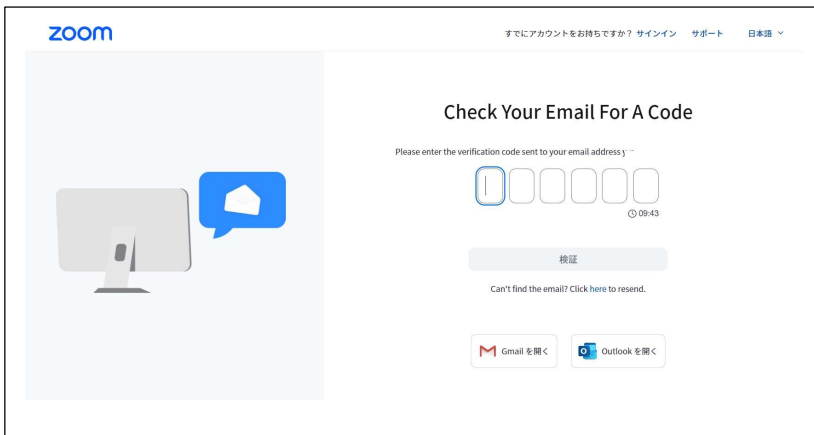 zoom
すでにアカウントをお持ちですか？ サインイン サポート 日本語
Check Your Email For A Code
Please enter the verification code sent to your email address
09:43
検証
Can't find the email? Click here to resend.
Gmail を開く
Outlook を開く